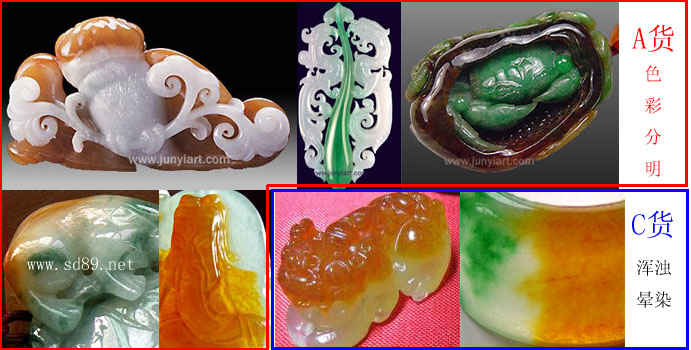 www.junyiart.com
www.junyiart.com
www.junyiart.com
A货
色
彩
分
明
www.sd89.net
C货
浑浊
晕染